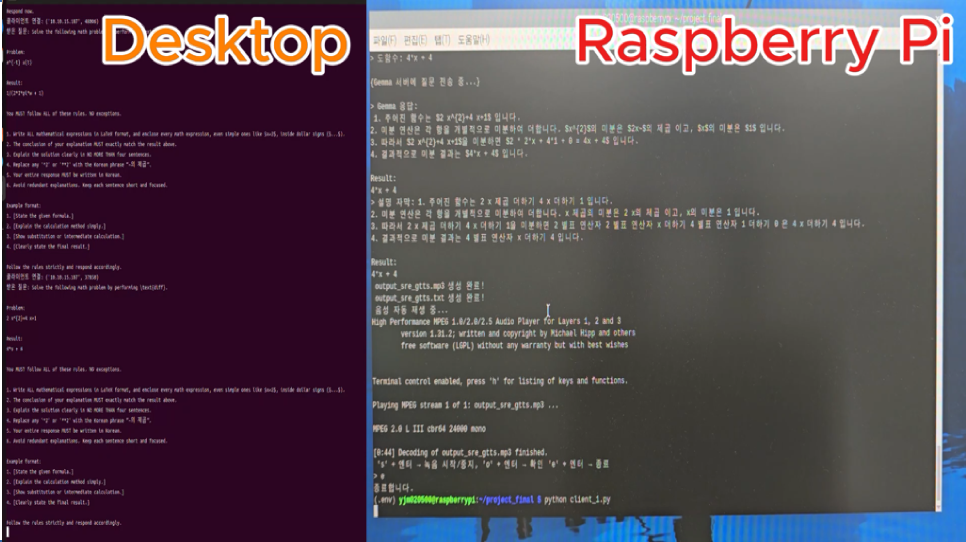 Desktop
Raspberry Pi
Respond now.
클라이언트 연결: ('10.10.15.187',
받은 질문: Solve the following math
Problem:
Result:
You MUST follow ALL of these rules. NO exceptions.
1. Write ALL mathematical expressions in LaTeX format, and enclose every math expression, even simple ones like $x=2$, inside dollar signs ($...$).
2. The conclusion of your explanation MUST exactly match the result above.
3. Explain the solution clearly in NO MORE THAN four sentences.
4. Replace any '^2' or '**2' with the Korean phrase "~의 제곱".
5. Your entire response MUST be written in Korean.
6. Avoid redundant explanations. Keep each sentence short and focused.
Example format:
1. [State the given formula.]
2. [Explain the calculation method simply.]
3. [Show substitution or intermediate calculation.]
4. [Clearly state the final result.]
Follow the rules strictly and respond accordingly.
클라이언트 연결: ('10.10.15.187', 37010)
받은 질문: Solve the following math problem by performing \text{diff}.
Problem:
2 x^{2}+4 x+1
Result:
4*x + 4
You MUST follow ALL of these rules. NO exceptions.
1. Write ALL mathematical expressions in LaTeX format, and enclose every math expression, even simple ones like $x=2$, inside dollar signs ($...$).
2. The conclusion of your explanation MUST exactly match the result above.
3. Explain the solution clearly in NO MORE THAN four sentences.
4. Replace any '^2' or '**2' with the Korean phrase "~의 제곱".
5. Your entire response MUST be written in Korean.
6. Avoid redundant explanations. Keep each sentence short and focused.
Example format:
1. [State the given formula.]
2. [Explain the calculation method simply.]
3. [Show substitution or intermediate calculation.]
4. [Clearly state the final result.]
Follow the rules strictly and respond accordingly.
파일(F) 편집(E) 탭(T) 도움말(H)
> 도함수: 4*x + 4
(Gemma 서버에 질문 전송 중...)
> Gemma 응답:
1. 주어진 함수는 $2 x^{2}+4 x+1$ 입니다.
2. 미분 연산은 각 항을 개별적으로 미분하여 더합니다. $x^{2}$의 미분은 $2x~$의 제곱 이고, $x$의 미분은 $1$ 입니다.
3. 따라서 $2 x^{2}+4 x+1$을 미분하면 $2 * 2*x + 4*1 + 0 = 4x + 4$ 입니다.
4. 결과적으로 미분 결과는 $4*x + 4$ 입니다.
Result:
4*x + 4
> 설명 자막: 1. 주어진 함수는 2 x 제곱 더하기 4 x 더하기 1 입니다.
2. 미분 연산은 각 항을 개별적으로 미분하여 더합니다. x 제곱의 미분은 2 x의 제곱 이고, x의 미분은 1 입니다.
3. 따라서 2 x 제곱 더하기 4 x 더하기 1을 미분하면 2 별표 연산자 2 별표 연산자 x 더하기 4 별표 연산자 1 더하기 0 은 4 x 더하기 4 입니다.
4. 결과적으로 미분 결과는 4 별표 연산자 x 더하기 4 입니다.
Result:
4*x + 4
output_sre_gtts.mp3 생성 완료!
output_sre_gtts.txt 생성 완료!
음성 자동 재생 중...
High Performance MPEG 1.0/2.0/2.5 Audio Player for Layers 1, 2 and 3
version 1.31.2; written and copyright by Michael Hipp and others
free software (LGPL) without any warranty but with best wishes
Terminal control enabled, press 'h' for listing of keys and functions.
Playing MPEG stream 1 of 1: output_sre_gtts.mp3 ...
MPEG 2.0 L III cbr64 24000 mono
[0:44] Decoding of output_sre_gtts.mp3 finished.
's' + 엔터 → 녹음 시작/중지, 'o' + 엔터 → 확인 'e' + 엔터 → 종료
> e
종료합니다.
(.env) yjm020500@raspberrypi:~/project_final $ python client_1.py